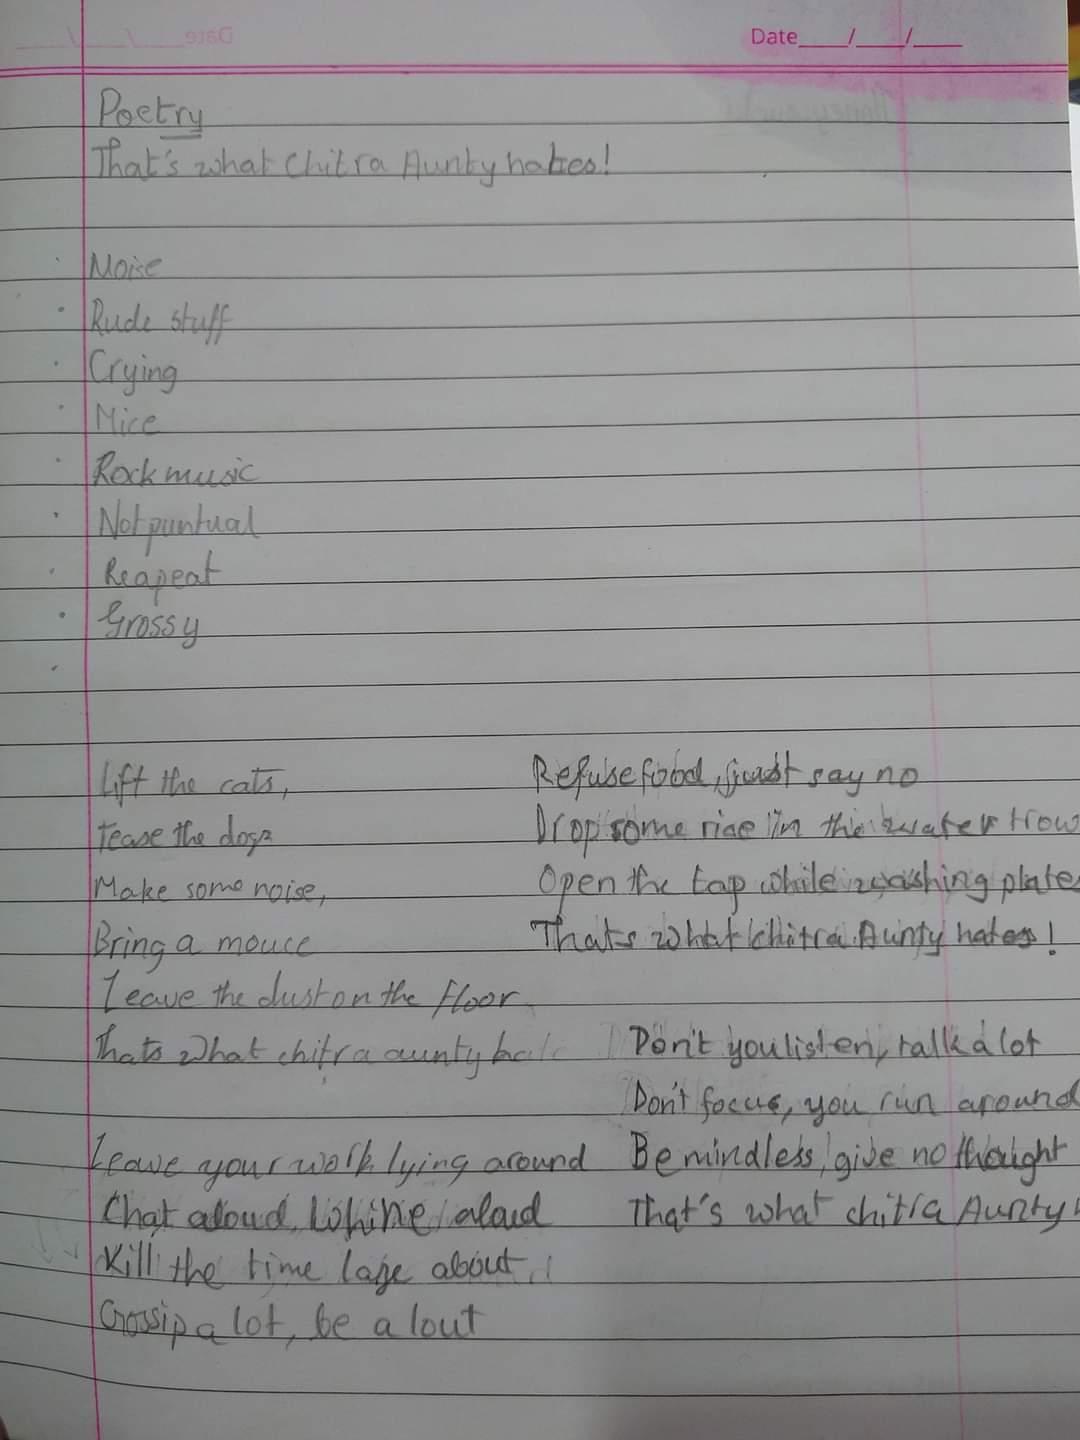 Date___/___/___
Poetry
That's what Chitra Aunty hates!
Noise
Rude stuff
Crying
Mice
Rock music
Not puntual
Reapeat
Grossy
Lift the cats,
Tease the dogs
Make some noise,
Bring a mouce
Leave the dust on the floor
Thats what chitra aunty hate
Leave your work lying around
Chat aloud, whine aloud
Kill the time laze about,
Gossip a lot, be a lout
Refuse food, just say no
Drop some rice in the water
Open the tap while washing plates
Thats what chitra Aunty hates!
Don't you listen, talk a lot
Don't focus, you run around
Be mindless, give no thought
That's what chitra Aunty